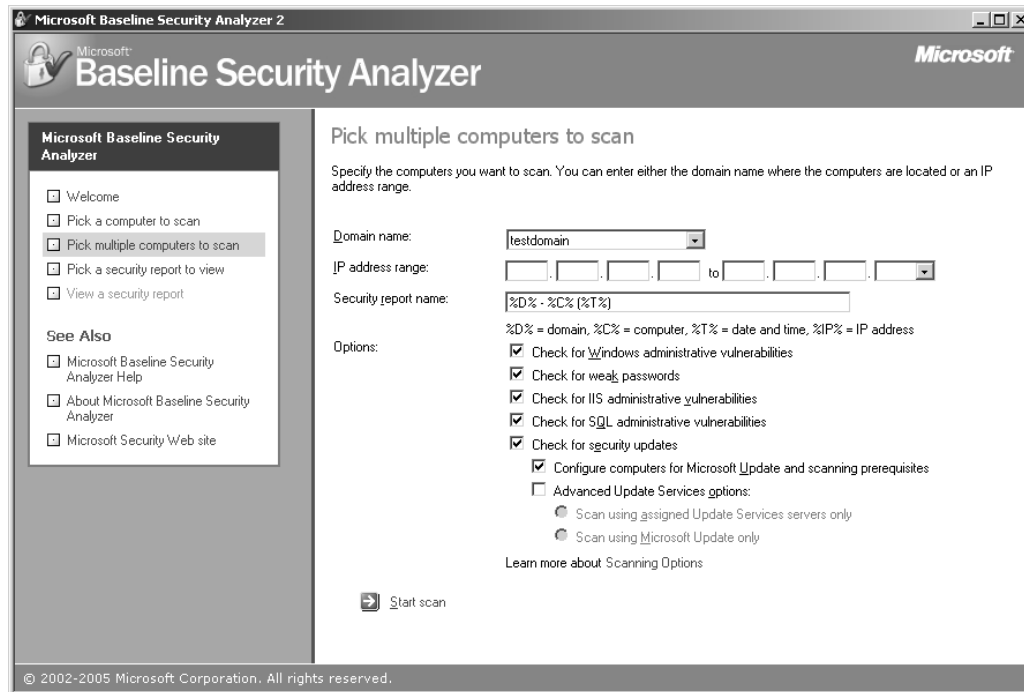 Microsoft Baseline Security Analyzer 2
Microsoft
Baseline Security Analyzer
Microsoft
Microsoft Baseline Security
Analyzer
Welcome
Pick a computer to scan
Pick multiple computers to scan
Pick a security report to view
View a security report
See Also
Microsoft Baseline Security
Analyzer Help
About Microsoft Baseline Security
Analyzer
Microsoft Security Web site
Pick multiple computers to scan
Specify the computers you want to scan. You can enter either the domain name where the computers are located or an IP
address range.
Domain name: testdomain
IP address range: . . . to . . .
Security report name: %D% - %C% (%T%)
%D% = domain, %C% = computer, %T% = date and time, %IP% = IP address
Options:
Check for Windows administrative vulnerabilities
Check for weak passwords
Check for IIS administrative vulnerabilities
Check for SQL administrative vulnerabilities
Check for security updates
Configure computers for Microsoft Update and scanning prerequisites
Advanced Update Services options:
Scan using assigned Update Services servers only
Scan using Microsoft Update only
Learn more about Scanning Options
Start scan
© 2002-2005 Microsoft Corporation. All rights reserved.